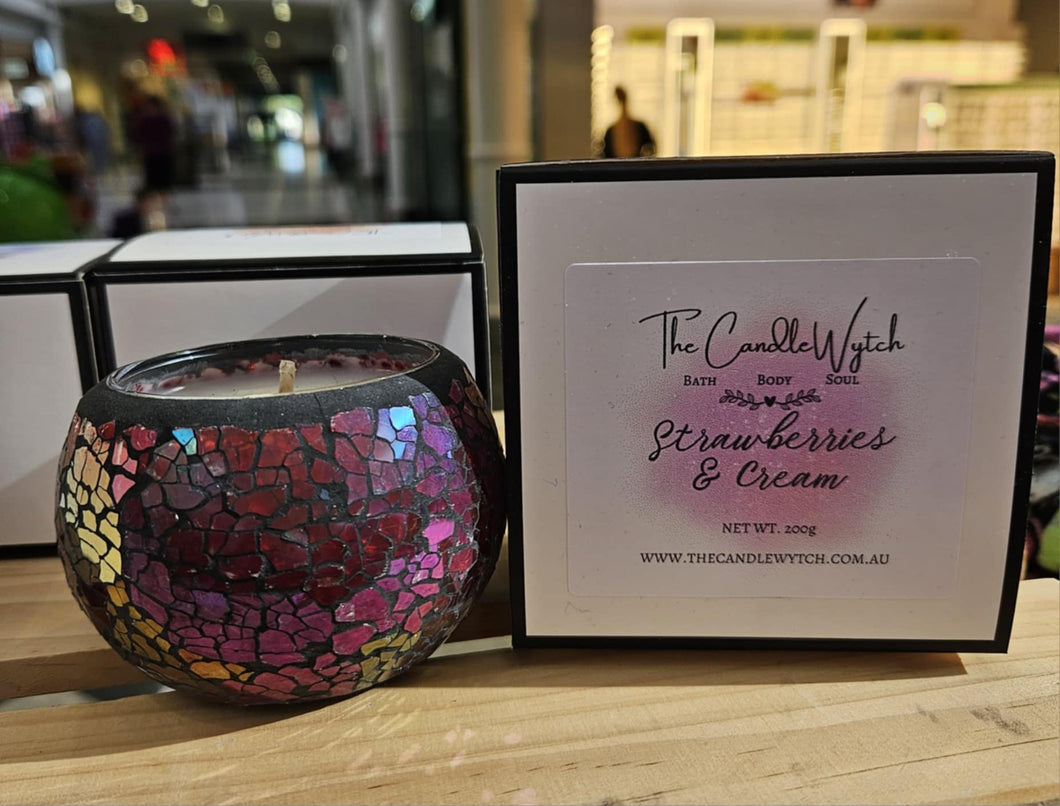 The CandleWytch
BATH BODY SOUL
Strawberries
& Cream
NET WT. 200g
WWW.THECANDLEWYTCH.COM.AU